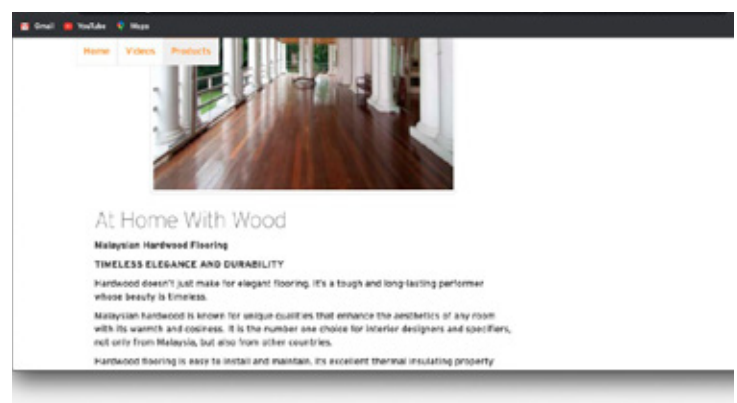 Gmail YouTube Maps
Home Videos Products
At Home With Wood
Malaysian Hardwood Flooring
TIMELESS ELEGANCE AND DURABILITY
Hardwood doesn't just make for elegant flooring. It's a tough and long-lasting performer
whose beauty is timeless.
Malaysian hardwood is known for unique qualities that enhance the aesthetics of any room
with its warmth and cosiness. It is the number one choice for interior designers and specifiers,
not only from Malaysia, but also from other countries.
Hardwood flooring is easy to install and maintain. Its excellent thermal insulating property